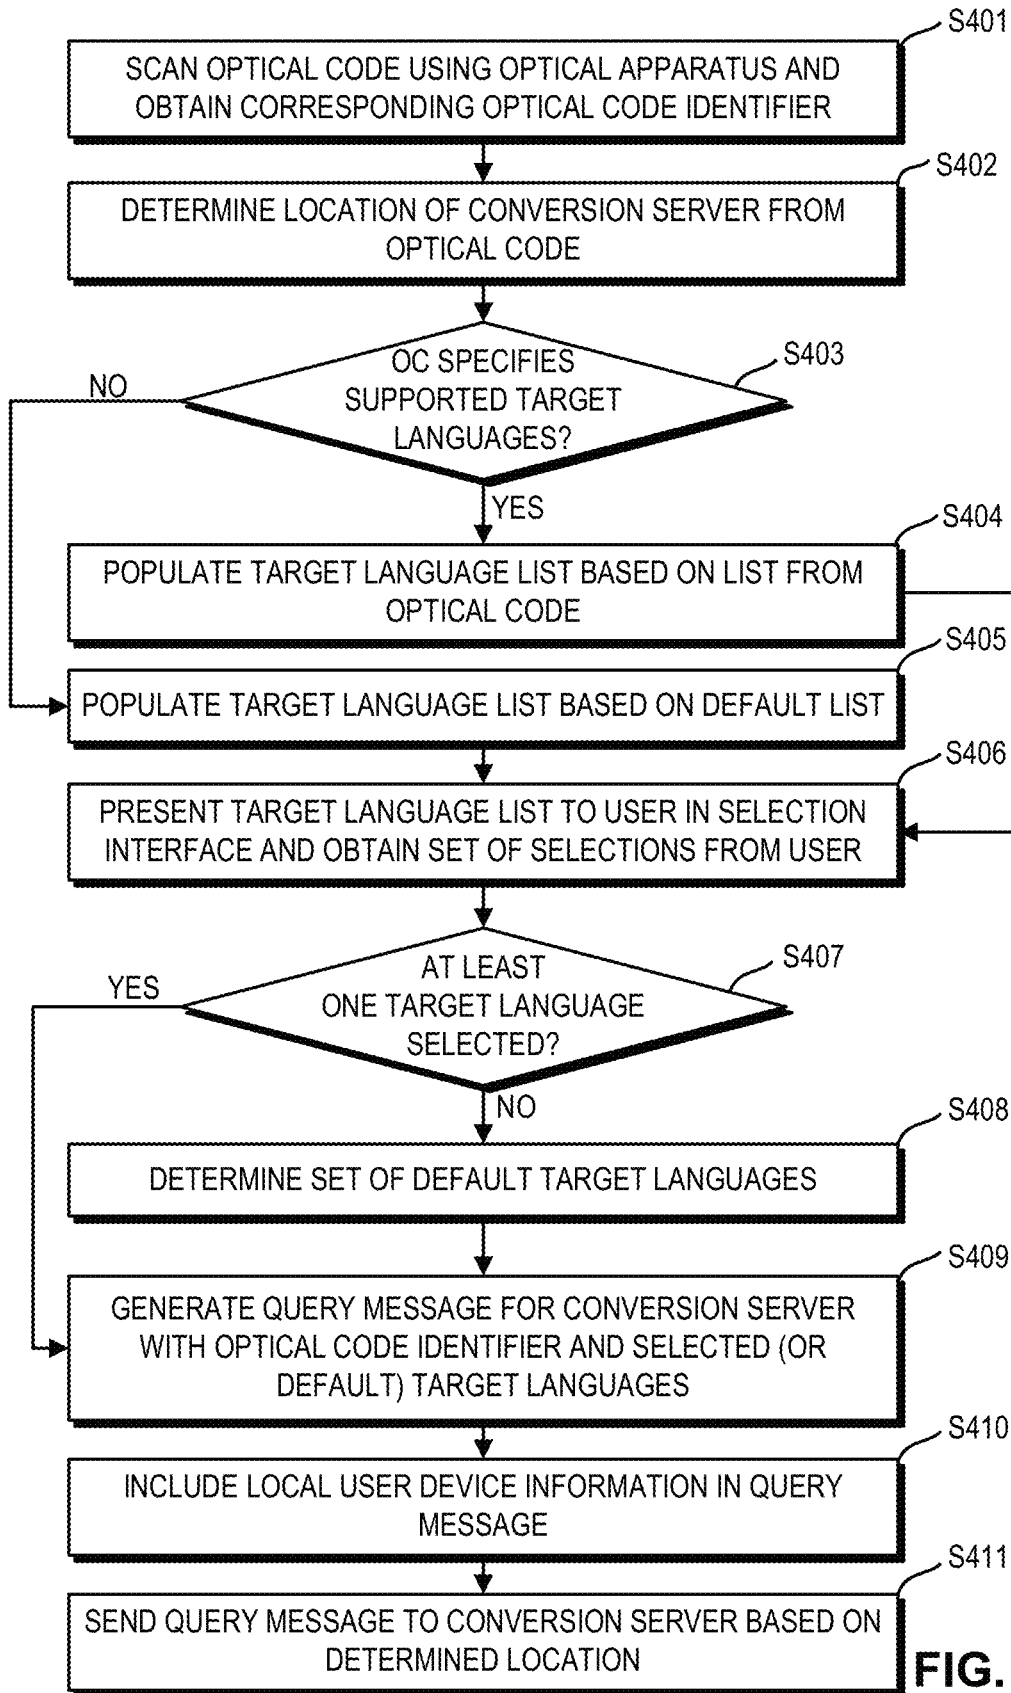 S401
SCAN OPTICAL CODE USING OPTICAL APPARATUS AND
OBTAIN CORRESPONDING OPTICAL CODE IDENTIFIER
S402
DETERMINE LOCATION OF CONVERSION SERVER FROM
OPTICAL CODE
S403
OC SPECIFIES
SUPPORTED TARGET
LANGUAGES?
NO
YES
S404
POPULATE TARGET LANGUAGE LIST BASED ON LIST FROM
OPTICAL CODE
S405
POPULATE TARGET LANGUAGE LIST BASED ON DEFAULT LIST
S406
PRESENT TARGET LANGUAGE LIST TO USER IN SELECTION
INTERFACE AND OBTAIN SET OF SELECTIONS FROM USER
S407
AT LEAST
ONE TARGET LANGUAGE
SELECTED?
YES
NO
S408
DETERMINE SET OF DEFAULT TARGET LANGUAGES
S409
GENERATE QUERY MESSAGE FOR CONVERSION SERVER
WITH OPTICAL CODE IDENTIFIER AND SELECTED (OR
DEFAULT) TARGET LANGUAGES
S410
INCLUDE LOCAL USER DEVICE INFORMATION IN QUERY
MESSAGE
S411
SEND QUERY MESSAGE TO CONVERSION SERVER BASED ON
DETERMINED LOCATION
FIG.